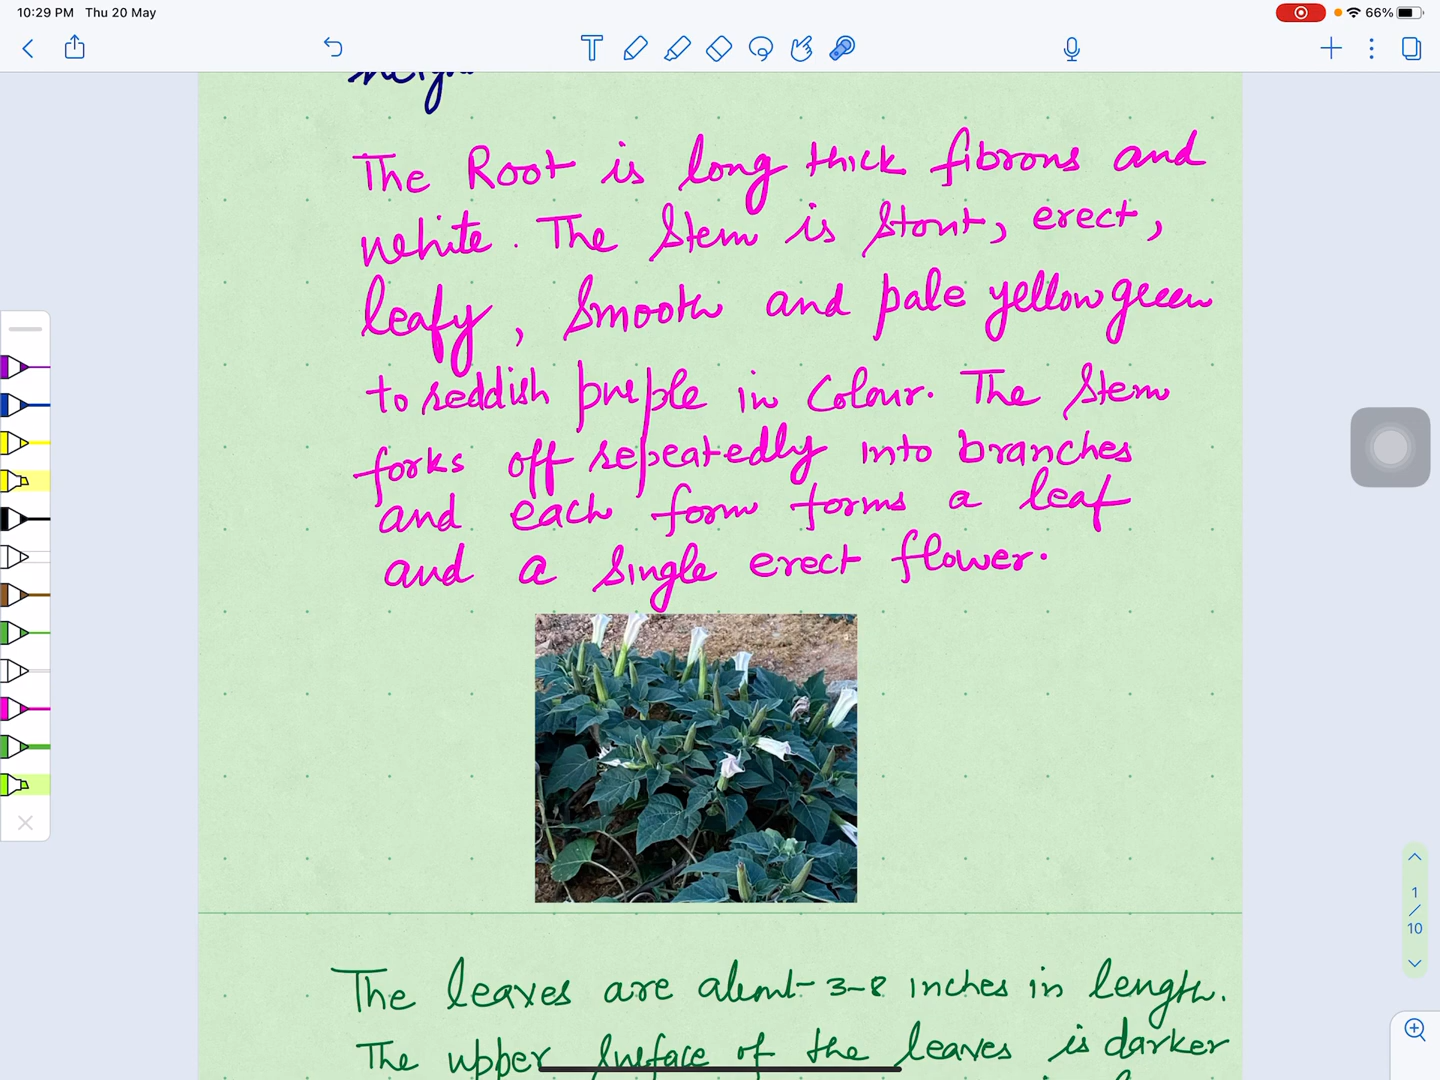 10:29 PM Thu 20 May
66%
The Root is long thick fibrous and
white. The Stem is Stout, erect,
leafy, Smooth and pale yellow green
to reddish purple in Colour. The Stem
forks off repeatedly into branches
and each form forms a leaf
and a Single erect flower.
1
/
10
The leaves are about 3-8 inches in length.
The upper Surface of the leaves is darker